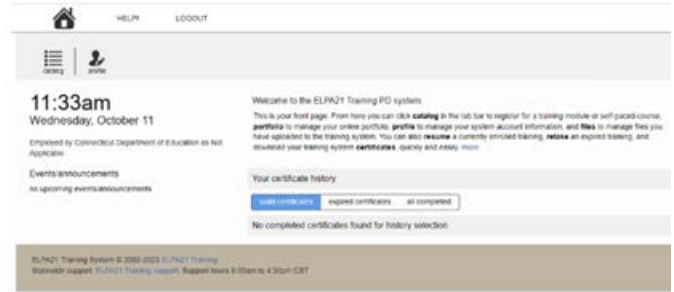 HELP!
LOGOUT
catalog
profile
11:33am
Wednesday, October 11
Employed by Connecticut Department of Education as Not
Applicable
Events/announcements
no upcoming events/announcements
Welcome to the ELPA21 Training PD system
This is your front page. From here you can click catalog in the tab bar to register for a training module or self-paced course,
portfolio to manage your online portfolio, profile to manage your system account information, and files to manage files you
have uploaded to the training system. You can also resume a currently enrolled training, retake an expired training, and
download your training system certificates, quickly and easily. more
Your certificate history
valid certificates
expired certificates
all completed
No completed certificates found for history selection
ELPA21 Training System © 2002-2023 ELPA21 Training
Statewide support: ELPA21 Training support. Support hours 8:00am to 4:30pm CST